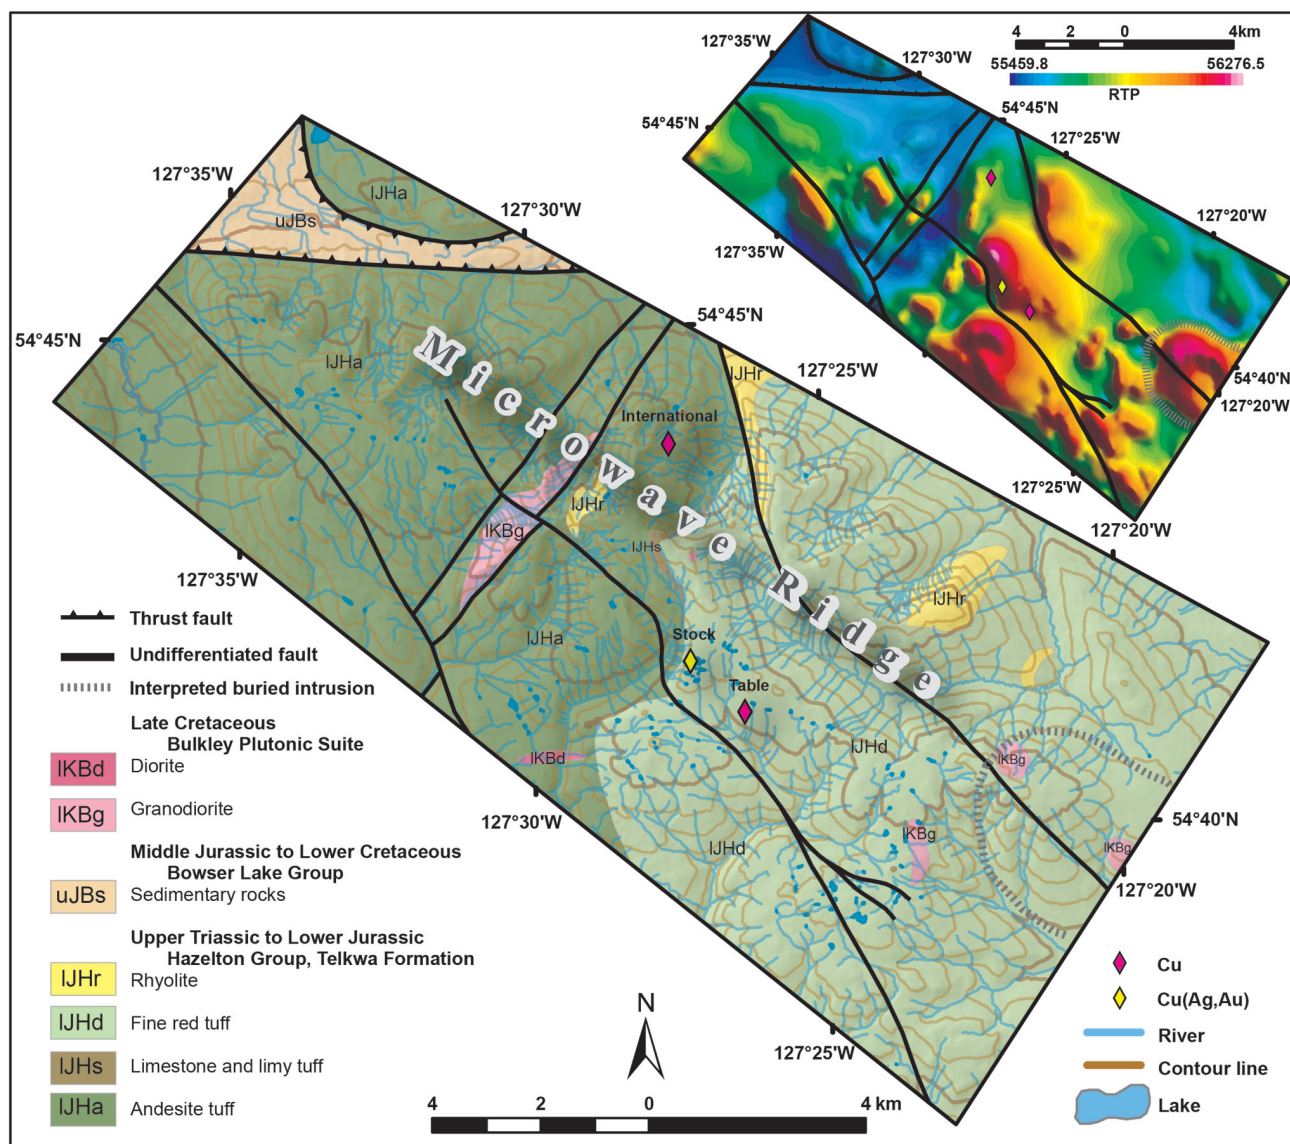 4 2 0 4km
55459.8 56276.5
RTP
127°35'W
127°30'W
54°45'N
54°45'N
127°25'W
127°20'W
127°35'W
54°40'N
127°20'W
127°25'W
127°20'W
127°35'W
lJHa
uJBs
127°30'W
54°45'N
54°45'N
lJHa
lJHr
127°25'W
Microwave Ridge
International
lJHr
lKBg
lJHs
lJHr
127°35'W
lJHa
Stock
Table
lKBd
lJHd
lKBg
127°30'W
lJHd
lKBg
lKBg
54°40'N
127°20'W
127°25'W
Thrust fault
Undifferentiated fault
Interpreted buried intrusion
Late Cretaceous
Bulkley Plutonic Suite
lKBd Diorite
lKBg Granodiorite
Middle Jurassic to Lower Cretaceous
Bowser Lake Group
uJBs Sedimentary rocks
Upper Triassic to Lower Jurassic
Hazelton Group, Telkwa Formation
lJHr Rhyolite
lJHd Fine red tuff
lJHs Limestone and limy tuff
lJHa Andesite tuff
N
4 2 0 4 km
Cu
Cu(Ag,Au)
River
Contour line
Lake